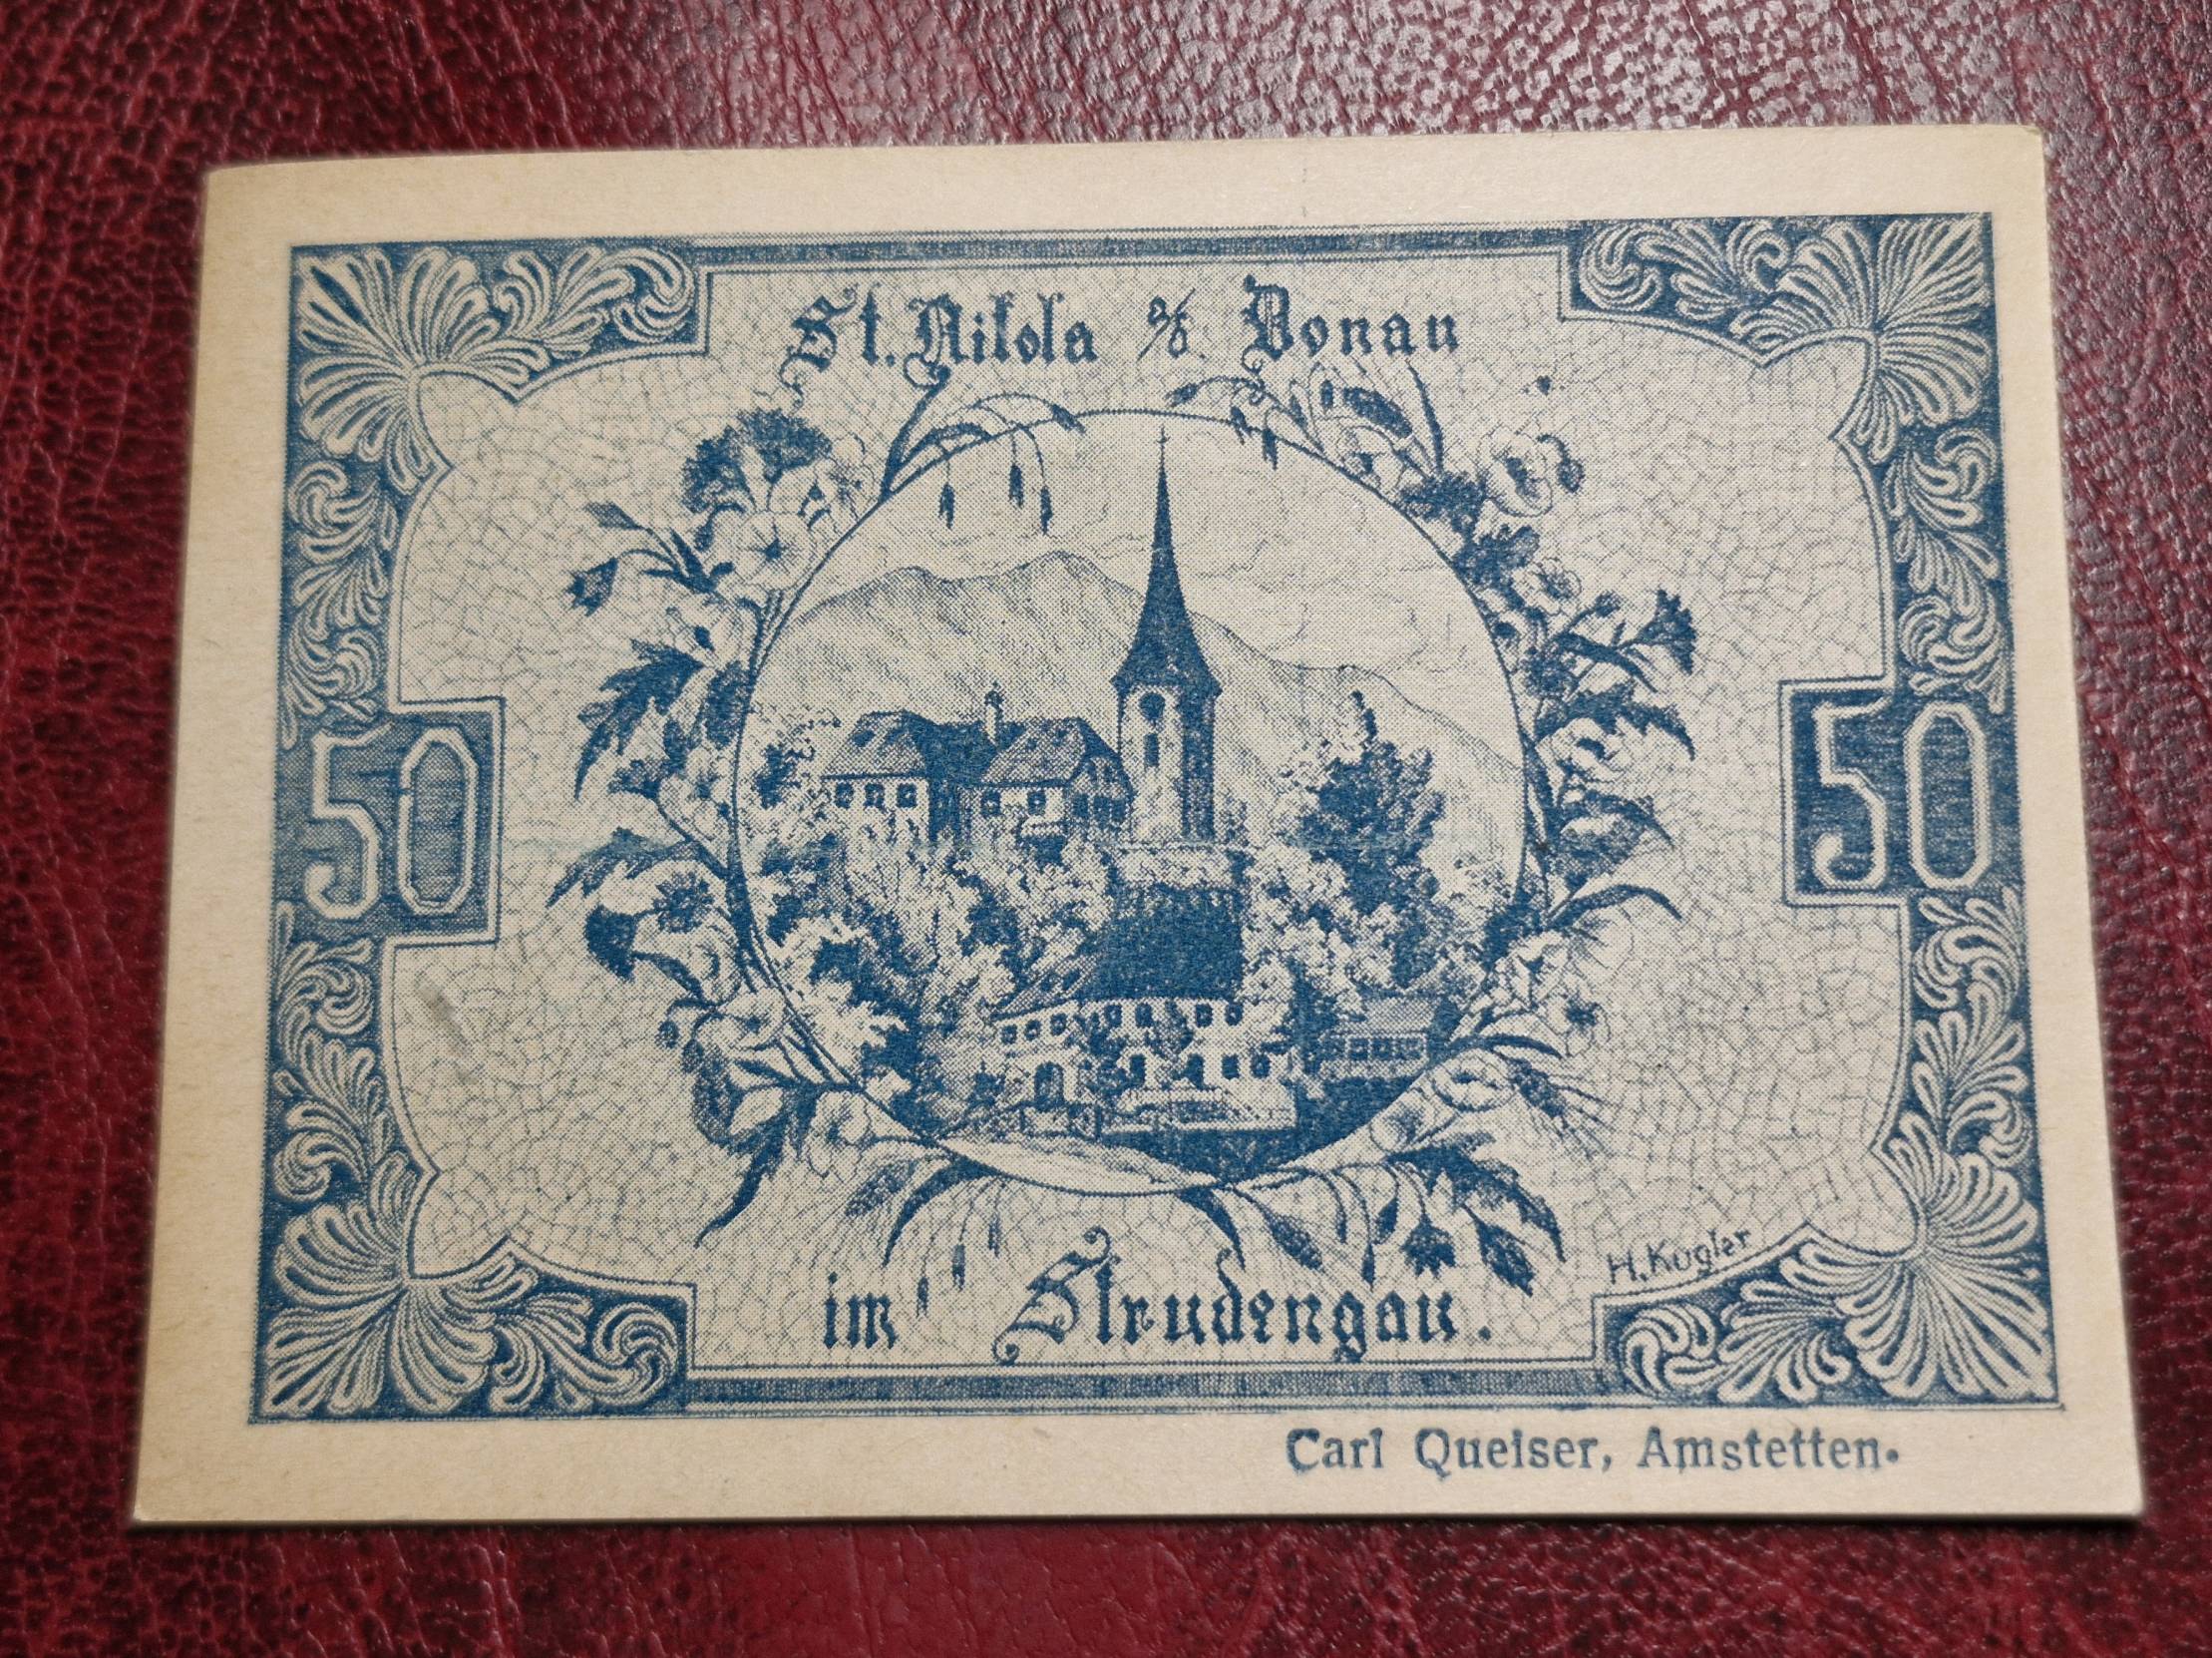 St. Nikola a/d. Donau
50 50
im Strudengau.
H. Kugler
Carl Queiser, Amstetten.